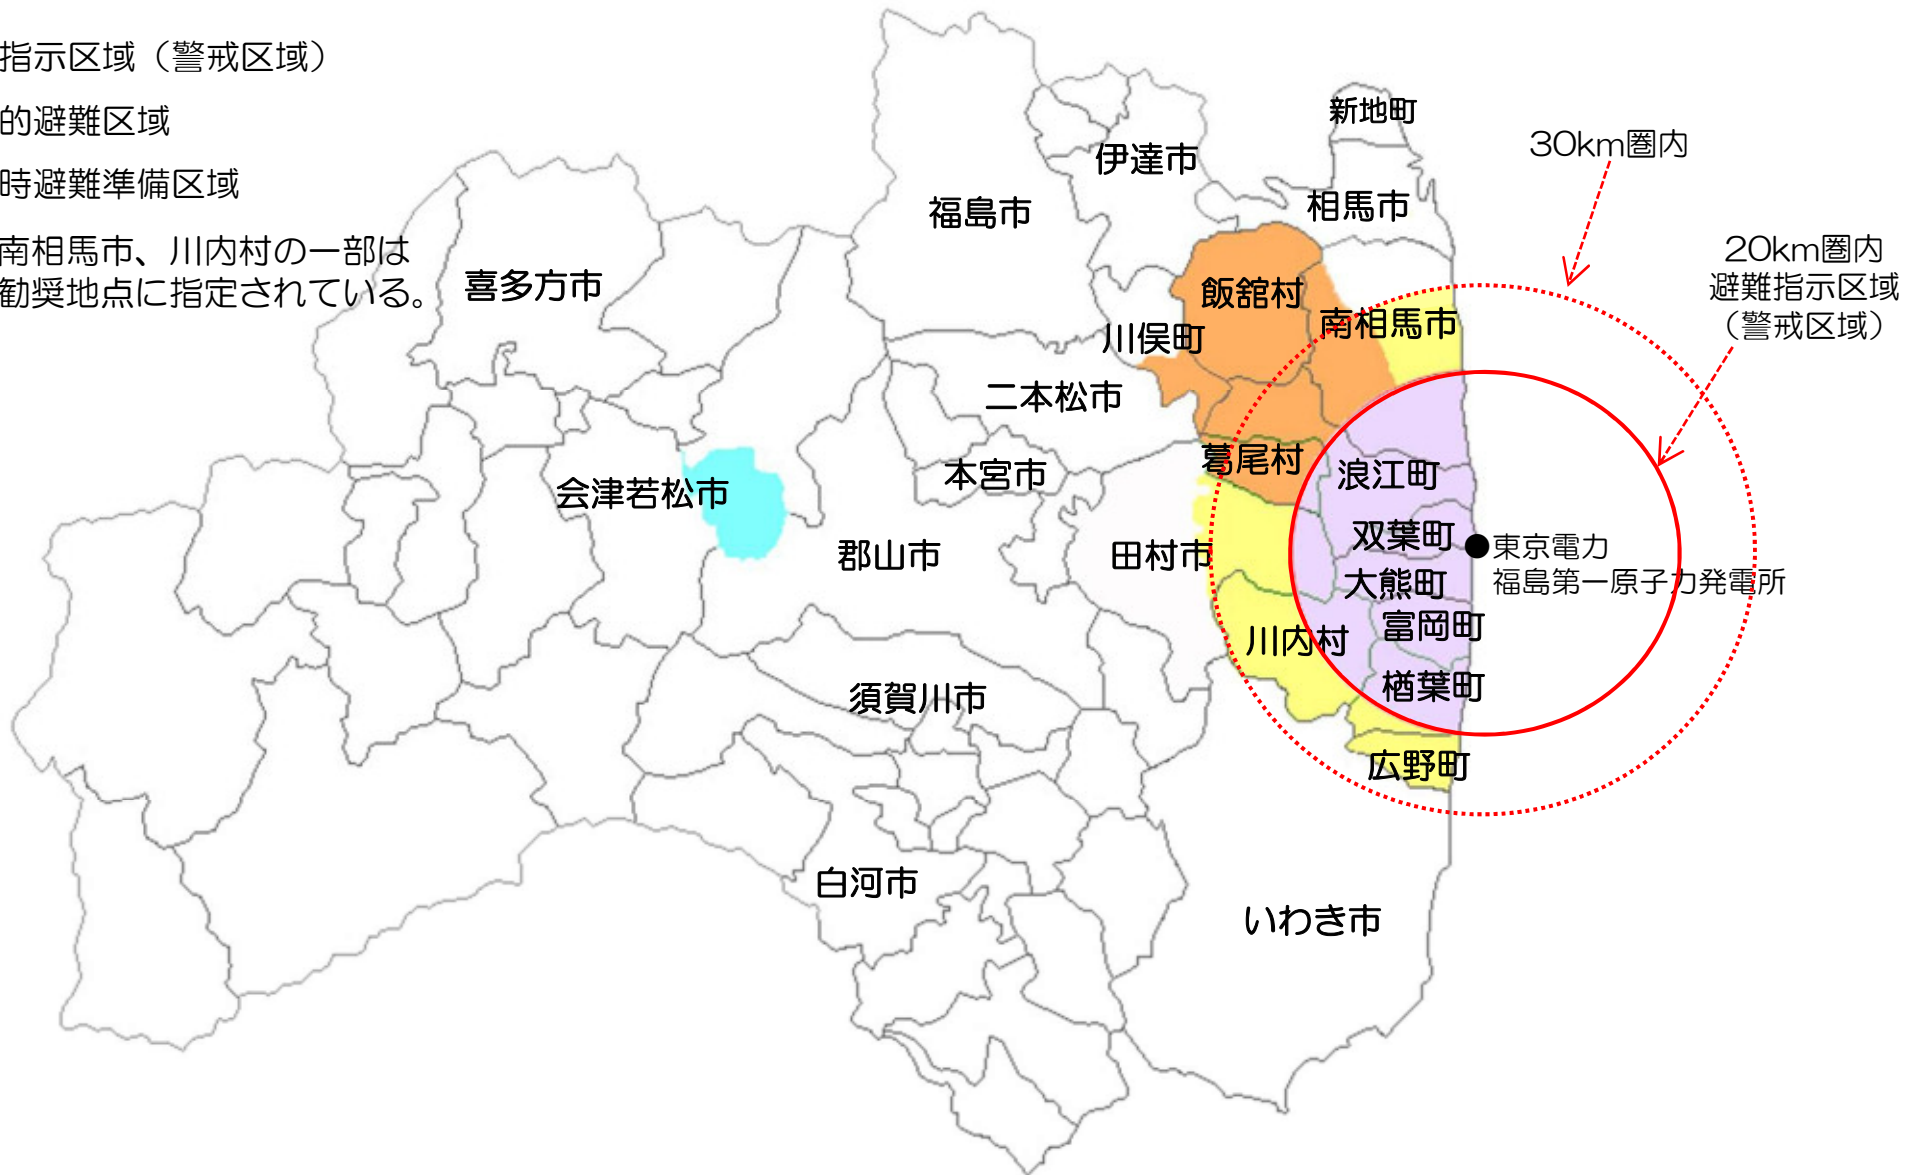 指示区域（警戒区域）
的避難区域
時避難準備区域
南相馬市、川内村の一部は
勧奨地点に指定されている。
新地町
伊達市
相馬市
福島市
30km圏内
20km圏内
避難指示区域
（警戒区域）
喜多方市
飯舘村
南相馬市
川俣町
二本松市
葛尾村
本宮市
浪江町
会津若松市
双葉町
郡山市
田村市
東京電力
福島第一原子力発電所
大熊町
富岡町
川内村
楢葉町
須賀川市
広野町
白河市
いわき市